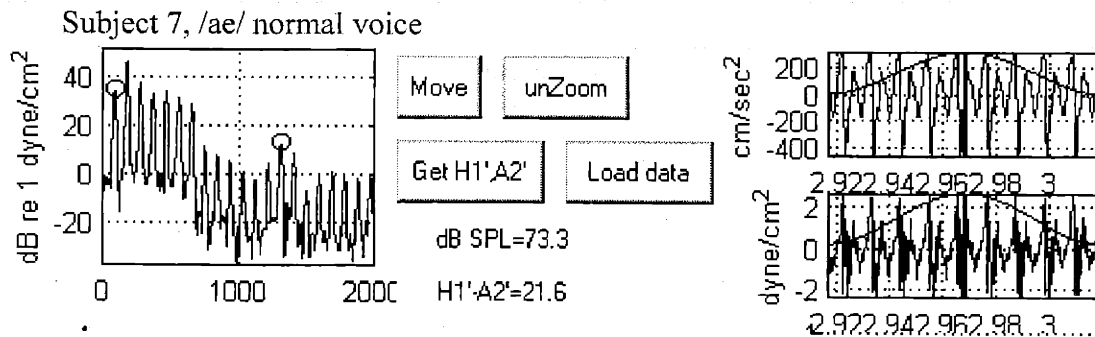 Subject 7, /ae/ normal voice
dB re 1 dyne/cm²
40
20
0
-20
0 1000 2000
Move unZoom
Get H1',A2' Load data
dB SPL=73.3
H1'-A2'=21.6
cm/sec²
200
0
-200
-400
2.92 2.94 2.96 2.98 3
dyne/cm²
2
0
-2
2.92 2.94 2.96 2.98 3